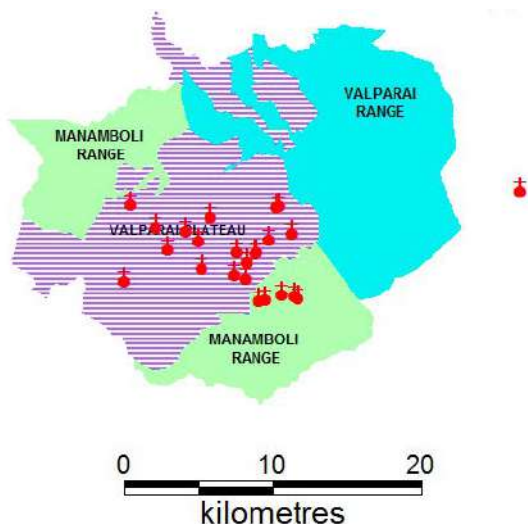 VALPARAI
RANGE
MANAMBOLI
RANGE
VALPARAI PLATEAU
MANAMBOLI
RANGE
0 10 20
kilometres